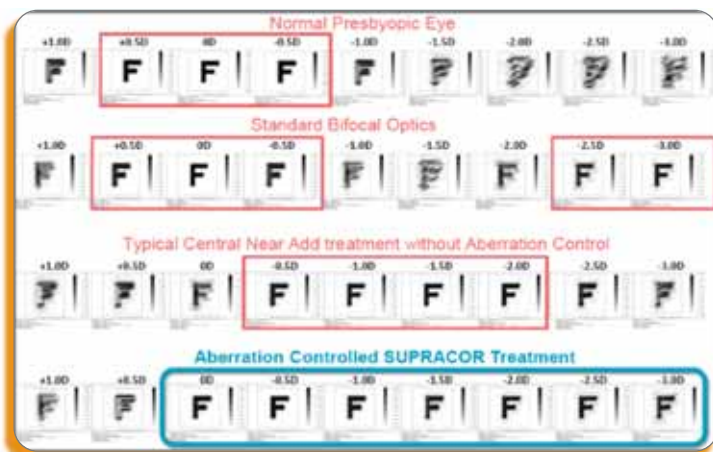 Normal Presbyopic Eye
+1.0D +0.5D 0D -0.5D -1.0D -1.5D -2.0D -2.5D -3.0D
F F F F F F F F F
Standard Bifocal Optics
+1.0D +0.5D 0D -0.5D -1.0D -1.5D -2.0D -2.5D -3.0D
F F F F F F F F F
Typical Central Near Add treatment without Aberration Control
+1.0D +0.5D 0D -0.5D -1.0D -1.5D -2.0D -2.5D -3.0D
F F F F F F F F F
Aberration Controlled SUPRACOR Treatment
+1.0D +0.5D 0D -0.5D -1.0D -1.5D -2.0D -2.5D -3.0D
F F F F F F F F F